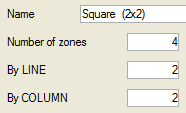 Name Square (2x2)
Number of zones 4
By LINE 2
By COLUMN 2